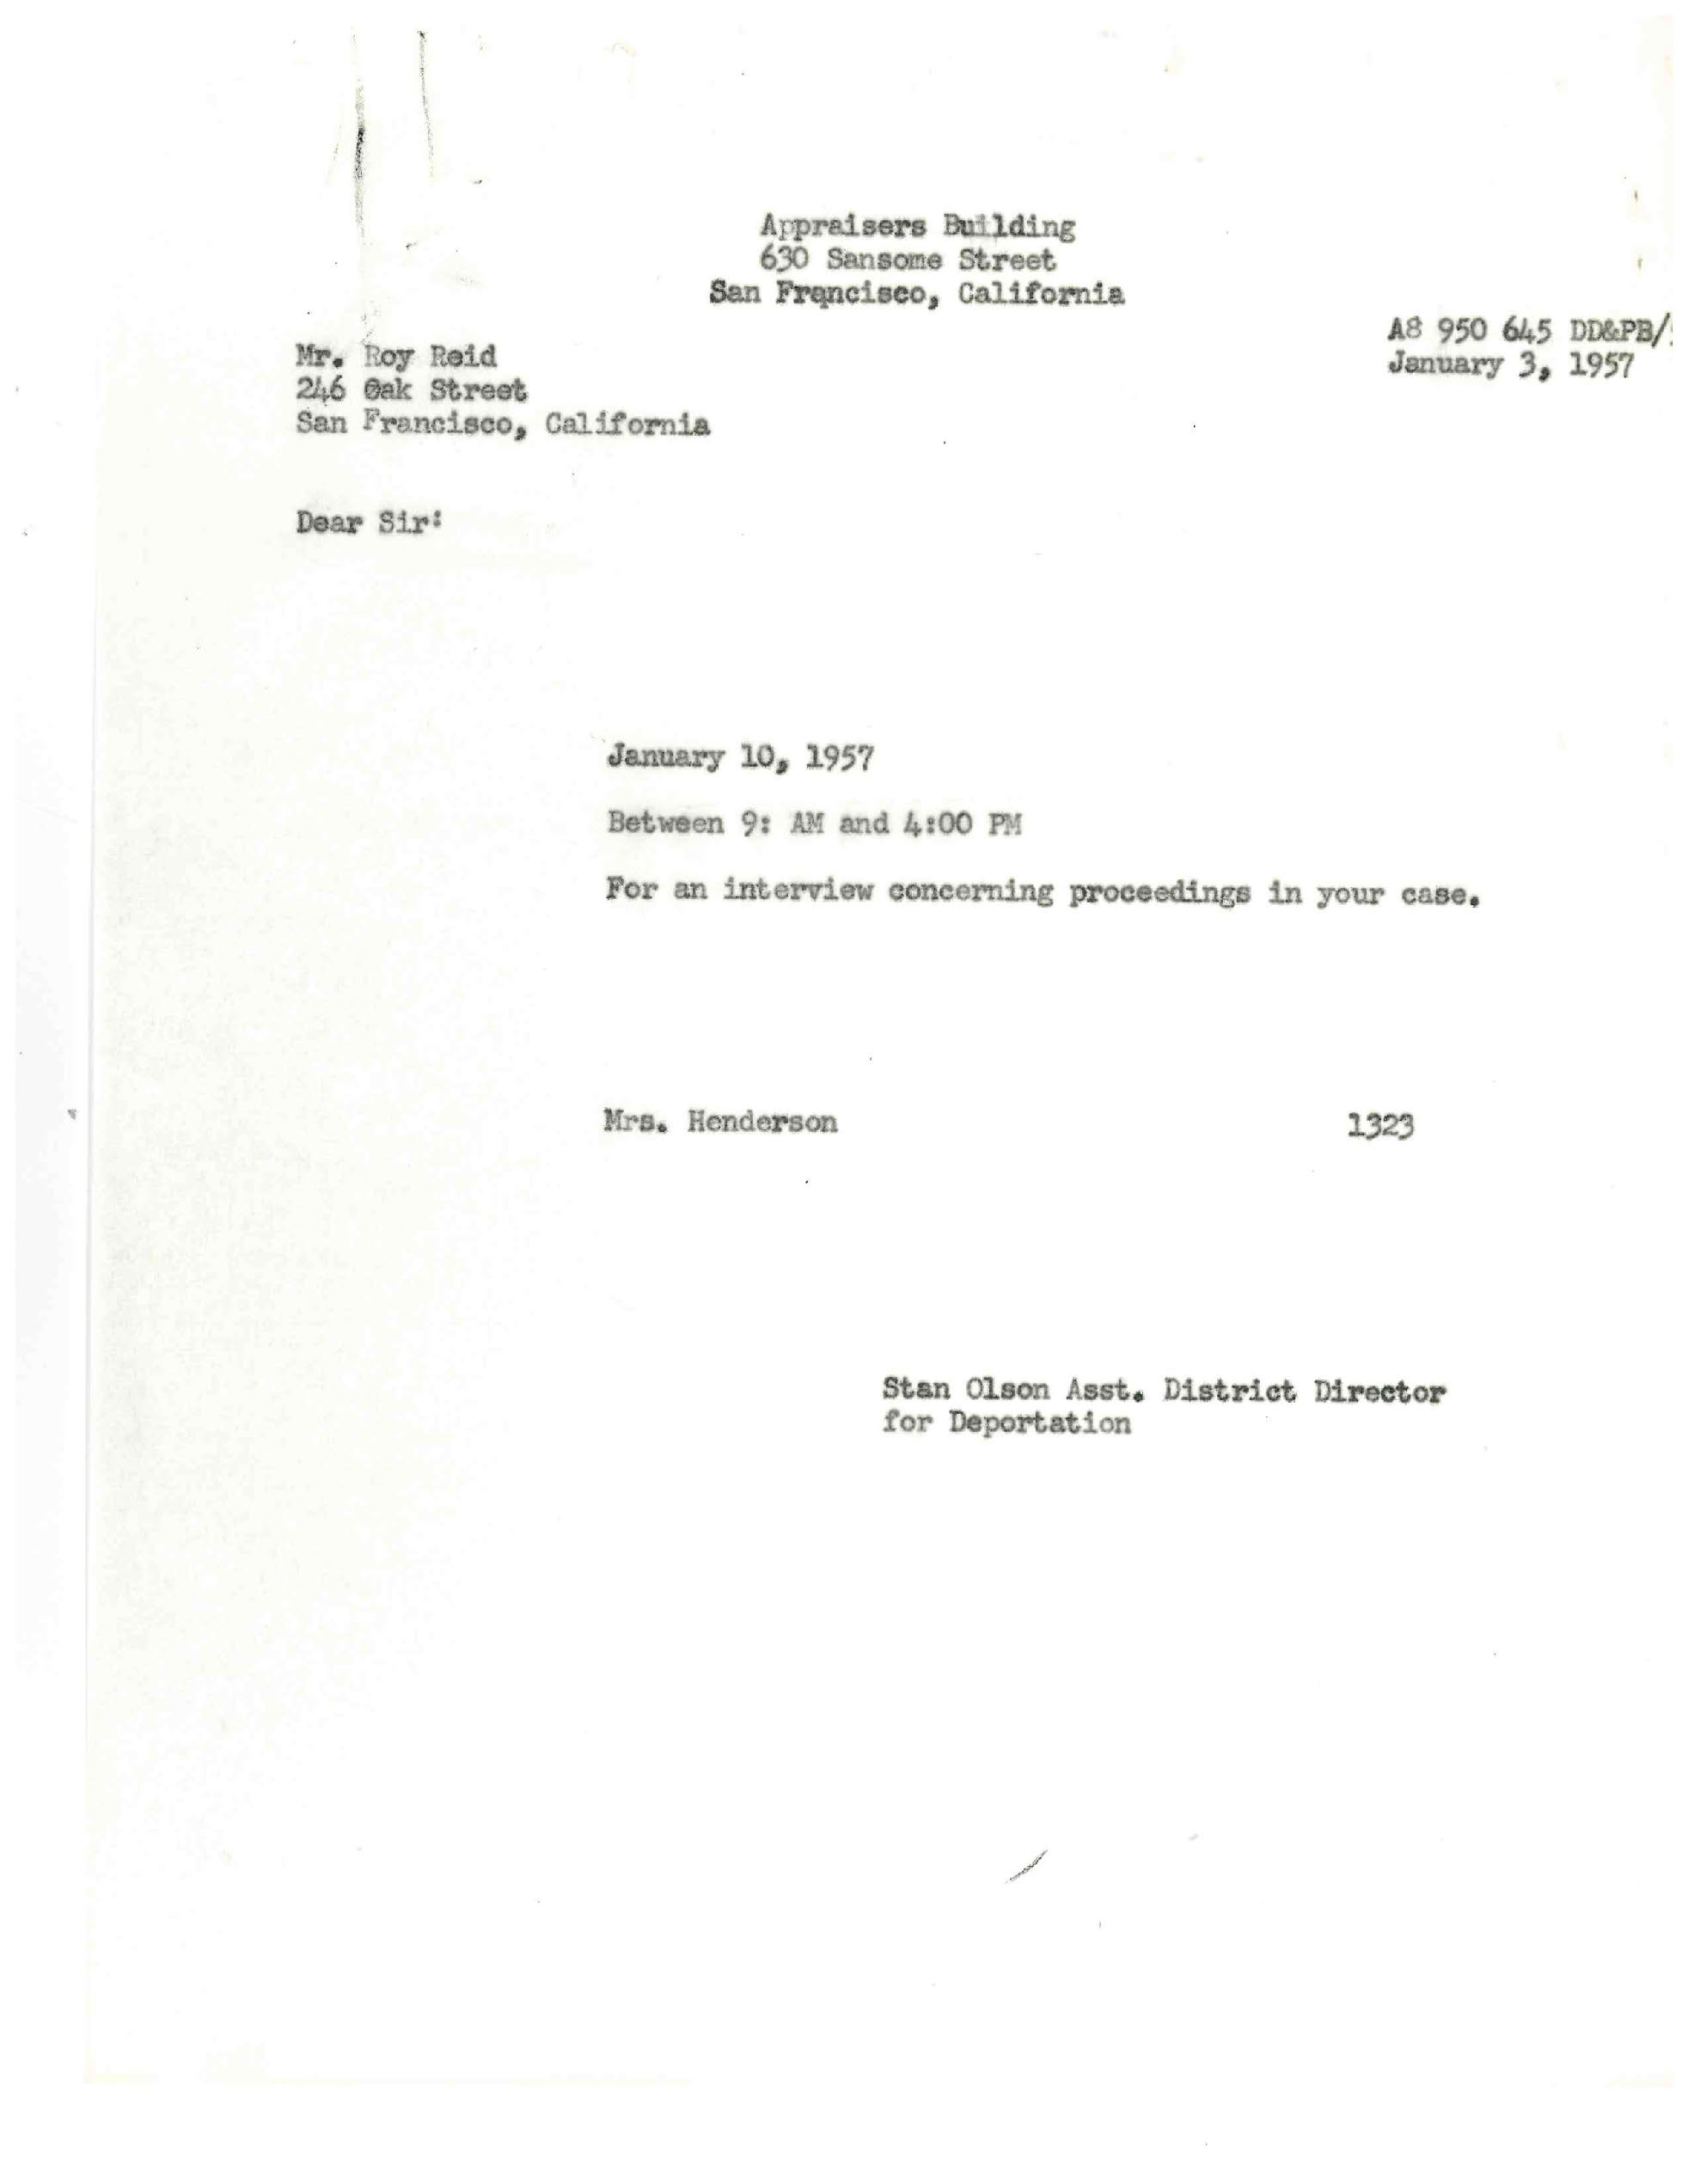 Appraisers Building
630 Sansome Street
San Francisco, California
A8 950 645 DD&PB/
January 3, 1957
Mr. Roy Reid
246 Oak Street
San Francisco, California
Dear Sir:
January 10, 1957
Between 9: AM and 4:00 PM
For an interview concerning proceedings in your case.
Mrs. Henderson 1323
Stan Olson Asst. District Director
for Deportation